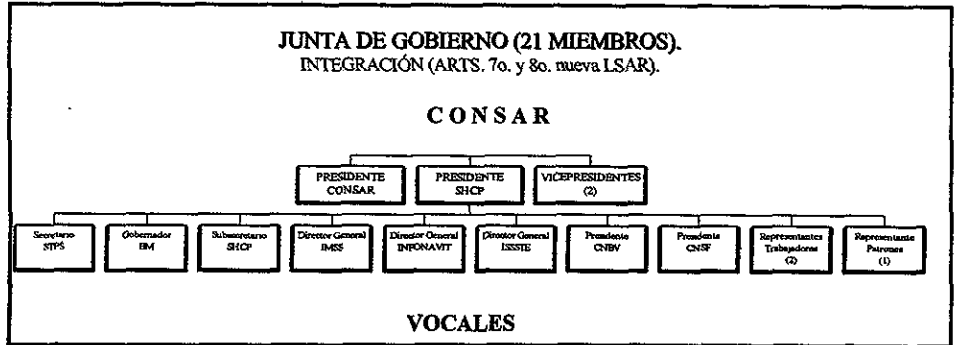 JUNTA DE GOBIERNO (21 MIEMBROS).
INTEGRACIÓN (ARTS. 7o. y 8o. nueva LSAR).
CONSAR
PRESIDENTE
CONSAR
PRESIDENTE
SHCP
VICEPRESIDENTES
(2)
Secretario
STPS
Gobernador
BM
Subsecretario
SHCP
Director General
IMSS
Director General
INFONAVIT
Director General
ISSSTE
Presidente
CNBV
Presidente
CNSF
Representantes
Trabajadores
(2)
Representante
Patrones
(1)
VOCALES